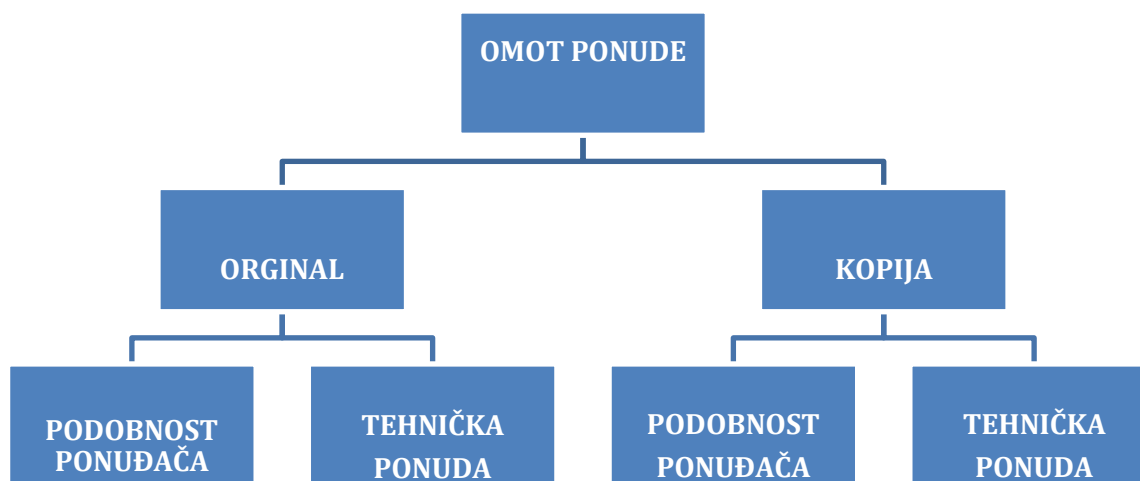 OMOT PONUDE
ORGINAL
KOPIJA
PODOBNOST
PONUĐAČA
TEHNIČKA
PONUDA
PODOBNOST
PONUĐAČA
TEHNIČKA
PONUDA